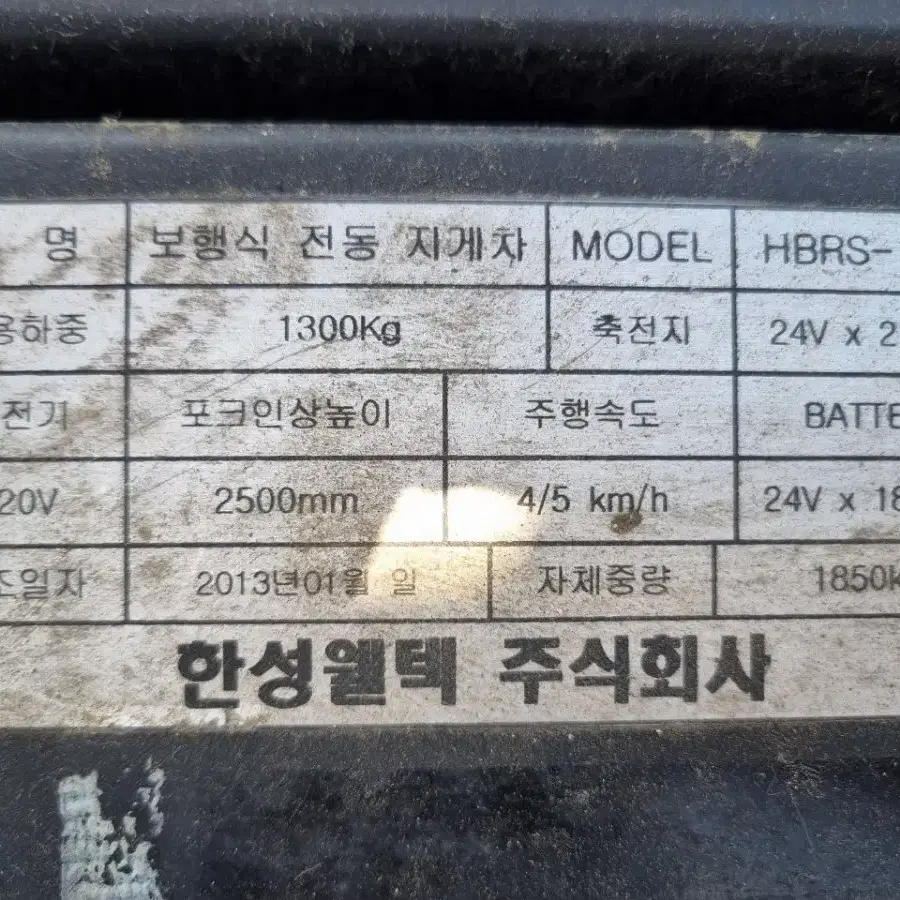 명 보행식 전동 지게차 MODEL HBRS-
용하중 1300Kg 축전지 24V x 2
전기 포크인상높이 주행속도 BATTE
20V 2500mm 4/5 km/h 24V x 18
조일자 2013년01월 일 자체중량 1850k
한성웰텍 주식회사